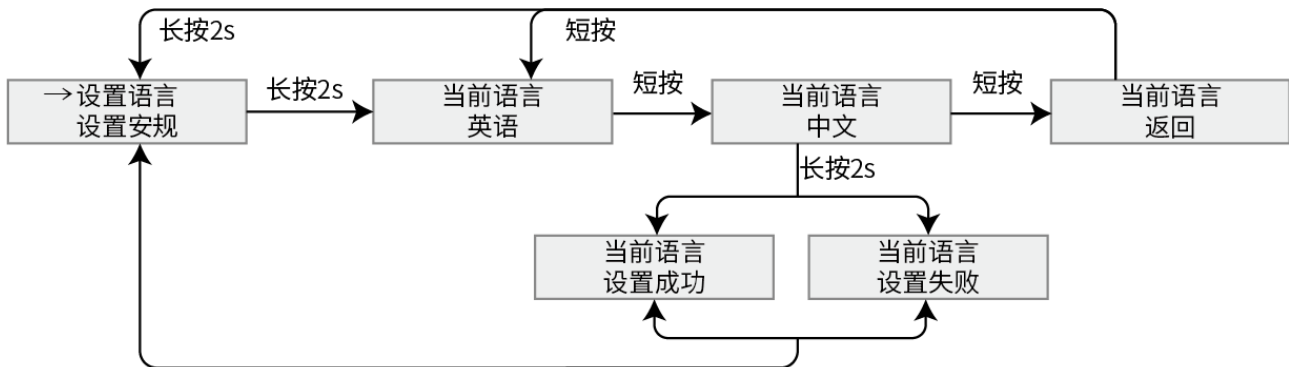 长按2s
短按
→设置语言
设置安规
长按2s
当前语言
英语
短按
当前语言
中文
短按
当前语言
返回
长按2s
当前语言
设置成功
当前语言
设置失败